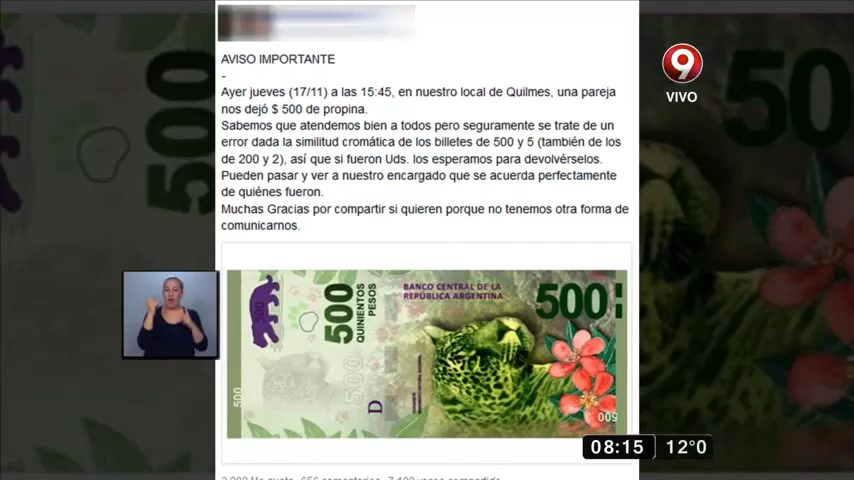 AVISO IMPORTANTE
-
Ayer jueves (17/11) a las 15:45, en nuestro local de Quilmes, una pareja
nos dejó $ 500 de propina.
Sabemos que atendemos bien a todos pero seguramente se trate de un
error dada la similitud cromática de los billetes de 500 y 5 (también de los
de 200 y 2), así que si fueron Uds. los esperamos para devolvérselos.
Pueden pasar y ver a nuestro encargado que se acuerda perfectamente
de quiénes fueron.
Muchas Gracias por compartir si quieren porque no tenemos otra forma de
comunicarnos.
9
VIVO
500
500
QUINIENTOS
PESOS
BANCO CENTRAL DE LA
REPÚBLICA ARGENTINA
500
500
D
500
500
08:15 12°0
500
50